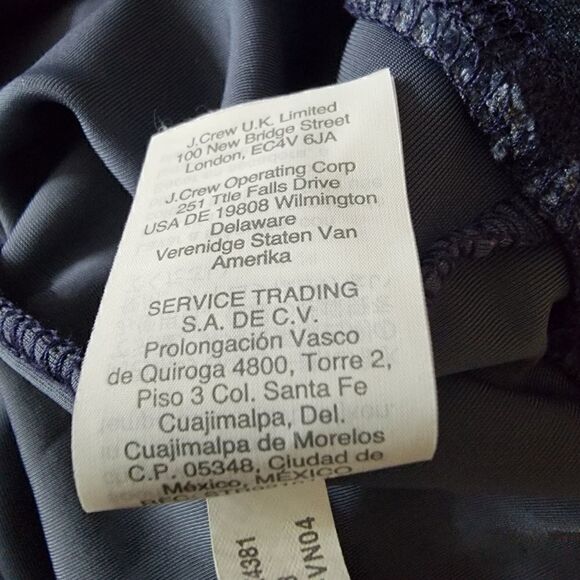 J.Crew U.K. Limited
100 New Bridge Street
London, EC4V 6JA
J.Crew Operating Corp
251 Ttle Falls Drive
USA DE 19808 Wilmington
Delaware
Verenidge Staten Van
Amerika
SERVICE TRADING
S.A. DE C.V.
Prolongación Vasco
de Quiroga 4800, Torre 2,
Piso 3 Col. Santa Fe
Cuajimalpa, Del.
Cuajimalpa de Morelos
C.P. 05348, Ciudad de
México, MÉXICO
4381
VN04